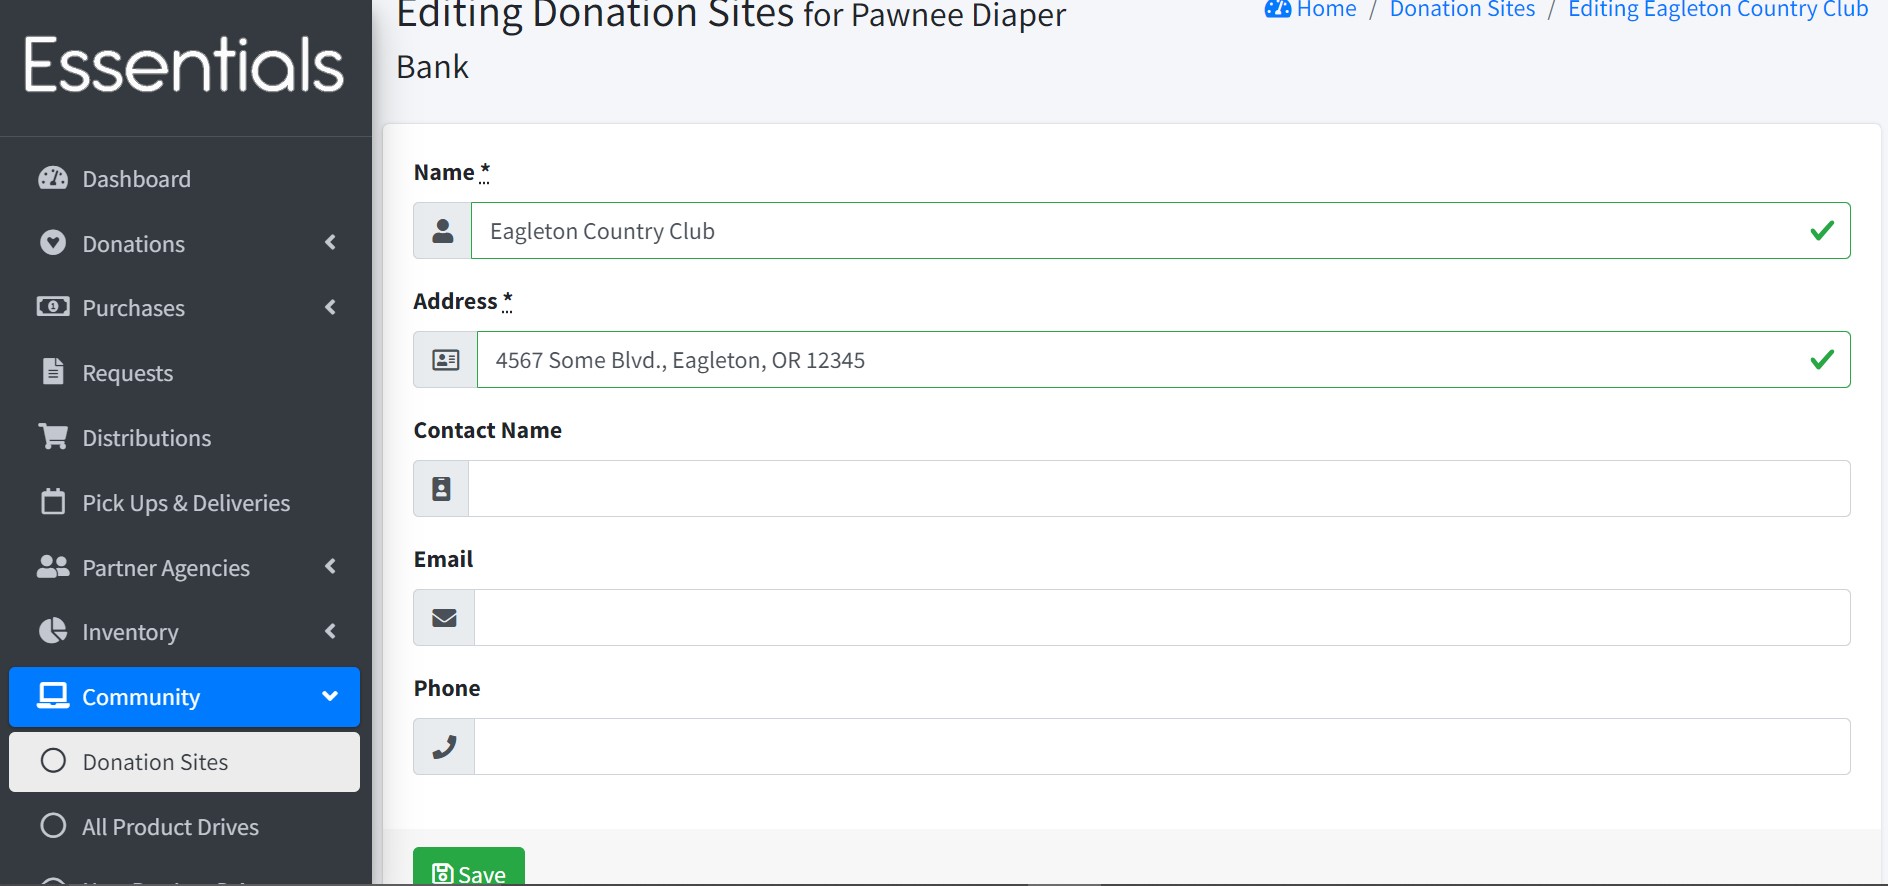 Essentials
Dashboard
Donations
Purchases
Requests
Distributions
Pick Ups & Deliveries
Partner Agencies
Inventory
Community
Donation Sites
All Product Drives
Editing Donation Sites for Pawnee Diaper
Bank
Home / Donation Sites / Editing Eagleton Country Club
Name *
Eagleton Country Club
Address *
4567 Some Blvd., Eagleton, OR 12345
Contact Name
Email
Phone
Save